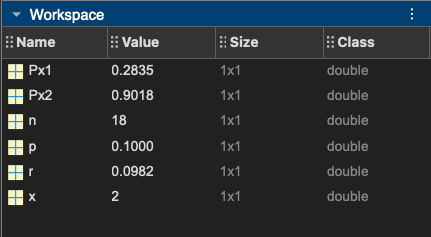 Workspace
Name Value Size Class
Px1 0.2835 1x1 double
Px2 0.9018 1x1 double
n 18 1x1 double
p 0.1000 1x1 double
r 0.0982 1x1 double
x 2 1x1 double